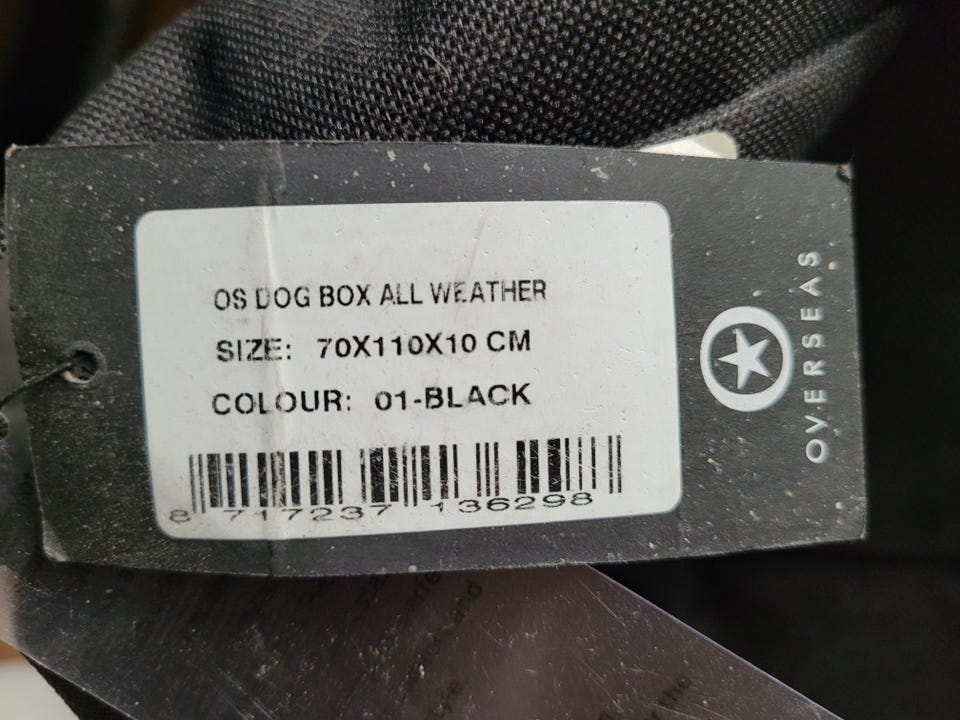 OS DOG BOX ALL WEATHER
SIZE: 70X110X10 CM
COLOUR: 01-BLACK
8 717237 136298
OVERSEAS